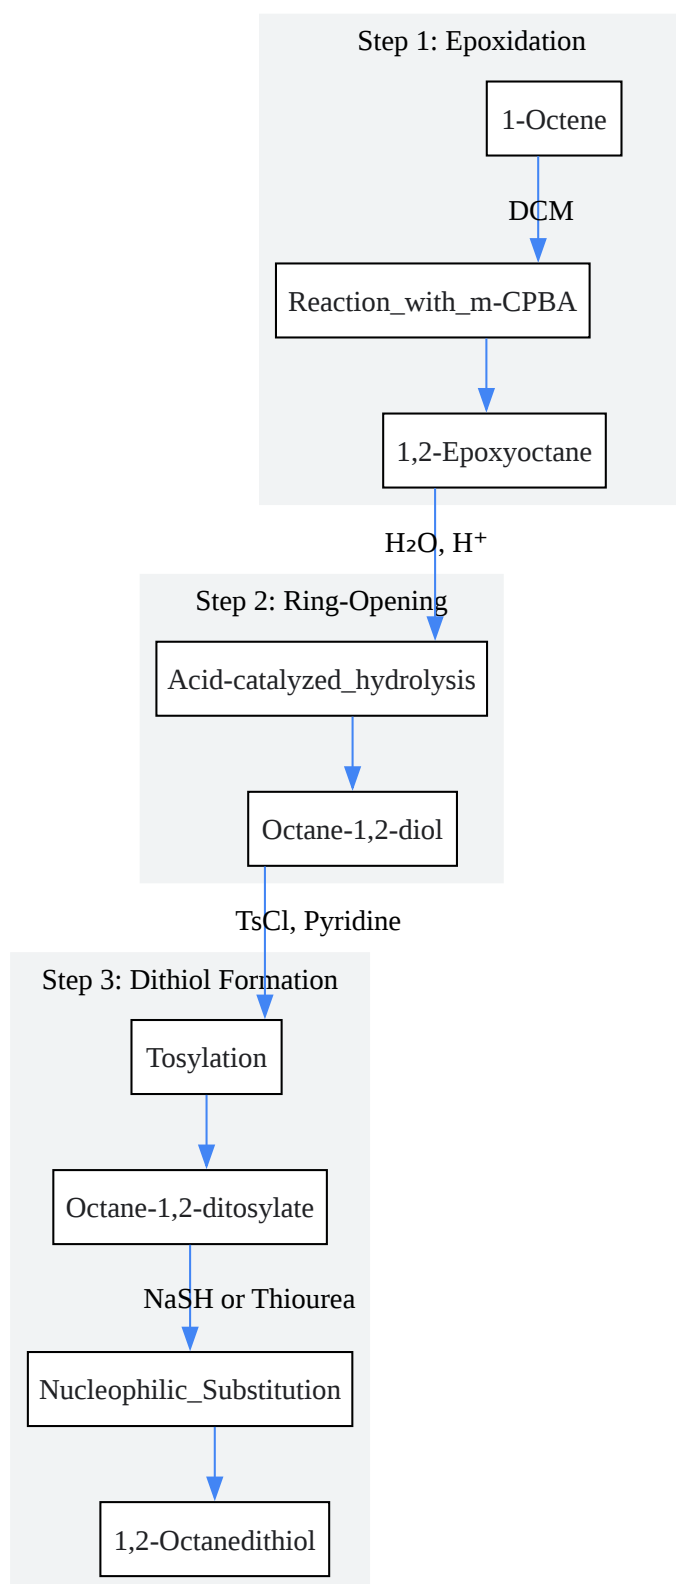 Step 1: Epoxidation
1-Octene
DCM
Reaction_with_m-CPBA
1,2-Epoxyoctane
H₂O, H⁺
Step 2: Ring-Opening
Acid-catalyzed_hydrolysis
Octane-1,2-diol
TsCl, Pyridine
Step 3: Dithiol Formation
Tosylation
Octane-1,2-ditosylate
NaSH or Thiourea
Nucleophilic_Substitution
1,2-Octanedithiol